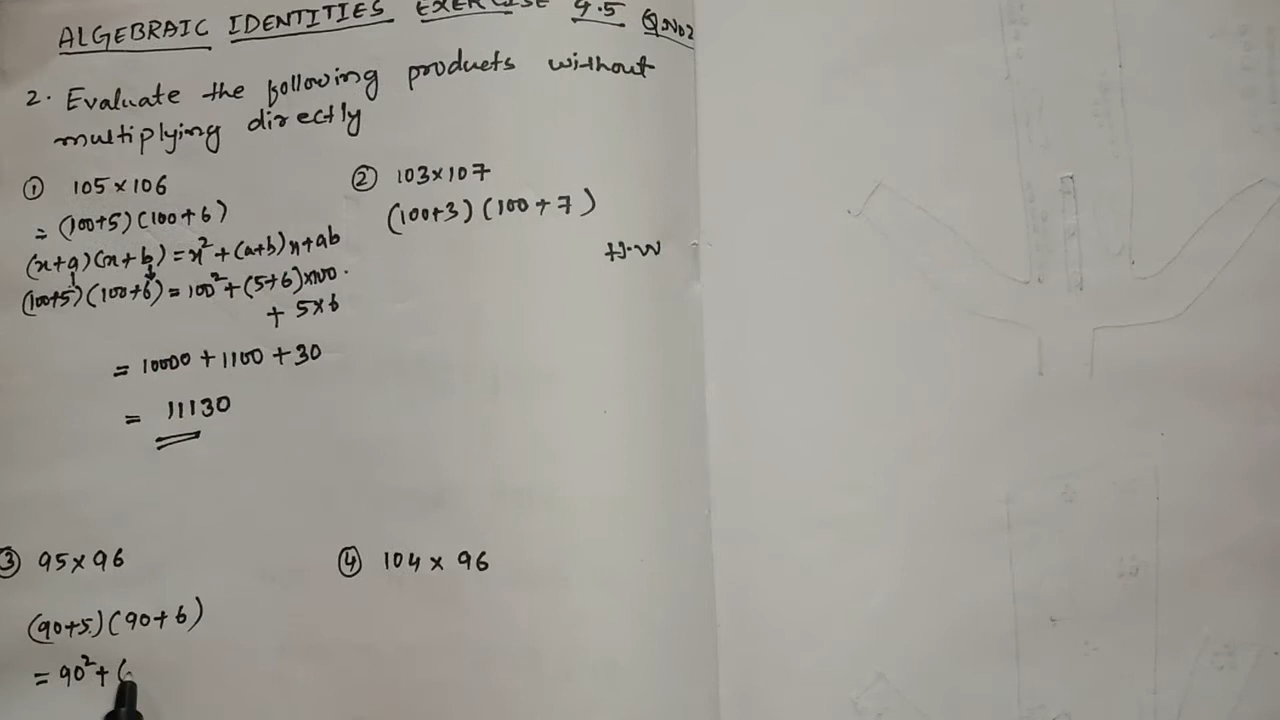 ALGEBRAIC IDENTITIES EXERCISE 9.5 Q.No2
2. Evaluate the following products without
multiplying directly
① 105 × 106
= (100+5) (100+6)
(x+a)(x+b) = x² + (a+b)x + ab
(100+5)(100+6) = 100² + (5+6)×100
+ 5×6
= 10000 + 1100 + 30
= 11130
② 103 × 107
(100+3) (100+7)
H.W
③ 95 × 96
(90+5)(90+6)
= 90² + (
④ 104 × 96